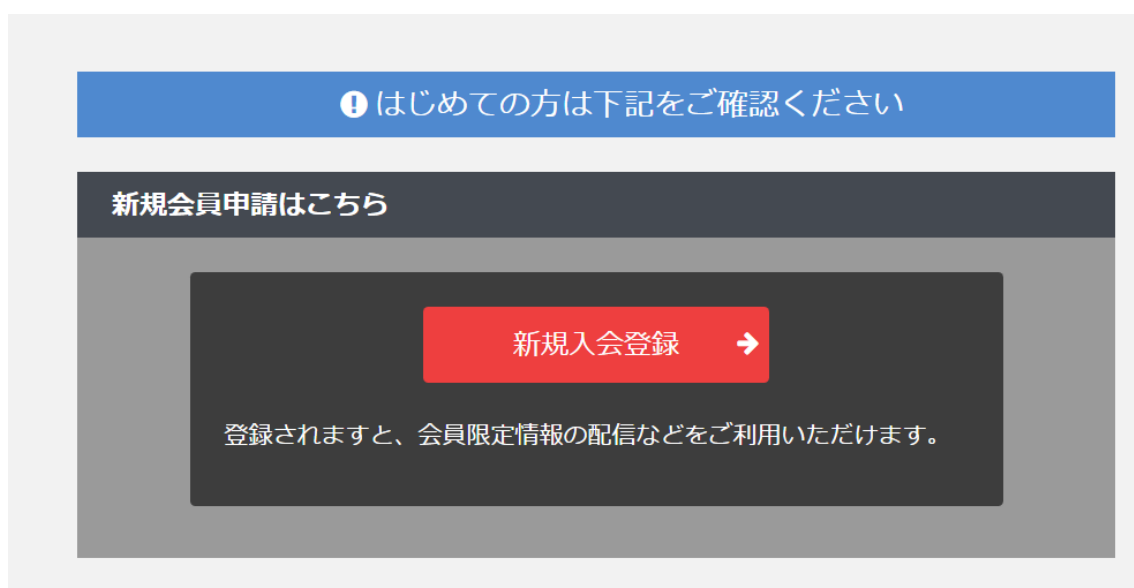 はじめての方は下記をご確認ください
新規会員申請はこちら
新規入会登録
登録されますと、会員限定情報の配信などをご利用いただけます。